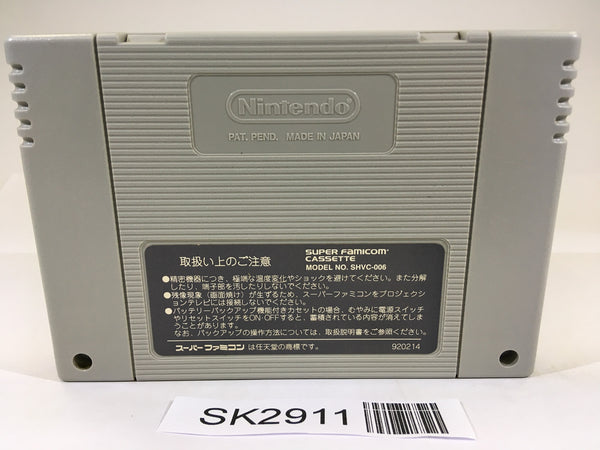 Nintendo
PAT. PEND. MADE IN JAPAN
取扱い上のご注意
SUPER FAMICOM
CASSETTE
MODEL NO. SHVC-006
●精密機器につき、極端な温度変化やショックを避けてください。また分解
したり、端子部を汚したりしないでください。
●残像現象（画面焼け）が生ずるため、スーパーファミコンをプロジェクシ
ョンテレビには接続しないでください。
●バッテリーバックアップ機能付きカセットの場合、むやみに電源スイッチ
やリセットスイッチをON·OFFすると、蓄積されている内容が消えてしま
うことがあります。
なお、バックアップの操作方法については、取扱説明書をご参照ください。
スーパーファミコンは任天堂の商標です。
920214
SK2911